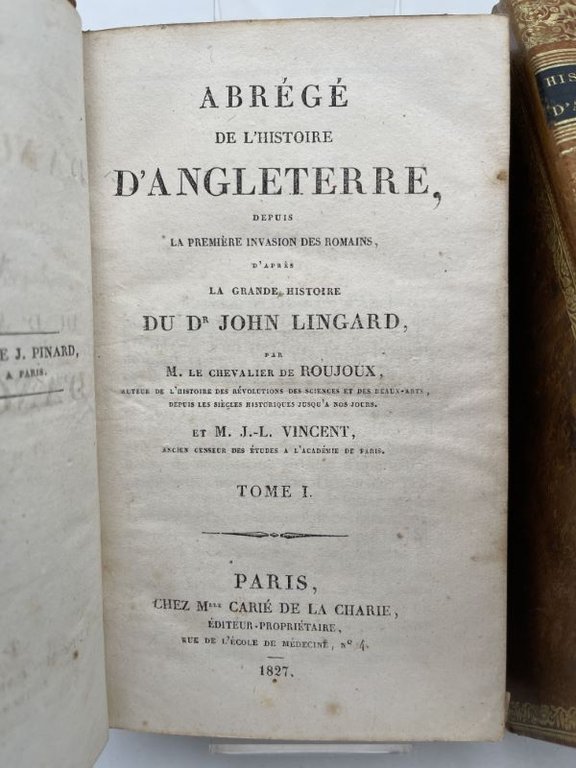 E J. PINARD,
A PARIS.
ABRÉGÉ
DE L'HISTOIRE
D'ANGLETERRE,
DEPUIS
LA PREMIÈRE INVASION DES ROMAINS,
D'APRÈS
LA GRANDE HISTOIRE
DU DR JOHN LINGARD,
PAR
M. LE CHEVALIER DE ROUJOUX,
AUTEUR DE L'HISTOIRE DES RÉVOLUTIONS DES SCIENCES ET DES BEAUX-ARTS,
DEPUIS LES SIÈCLES HISTORIQUES JUSQU'A NOS JOURS.
ET M. J.-L. VINCENT,
ANCIEN CENSEUR DES ÉTUDES A L'ACADÉMIE DE PARIS.
TOME I.
PARIS,
CHEZ MLLE CARIÉ DE LA CHARIE,
ÉDITEUR-PROPRIÉTAIRE,
RUE DE L'ÉCOLE DE MÉDECINE, No 4.
1827.
HIS
D'A